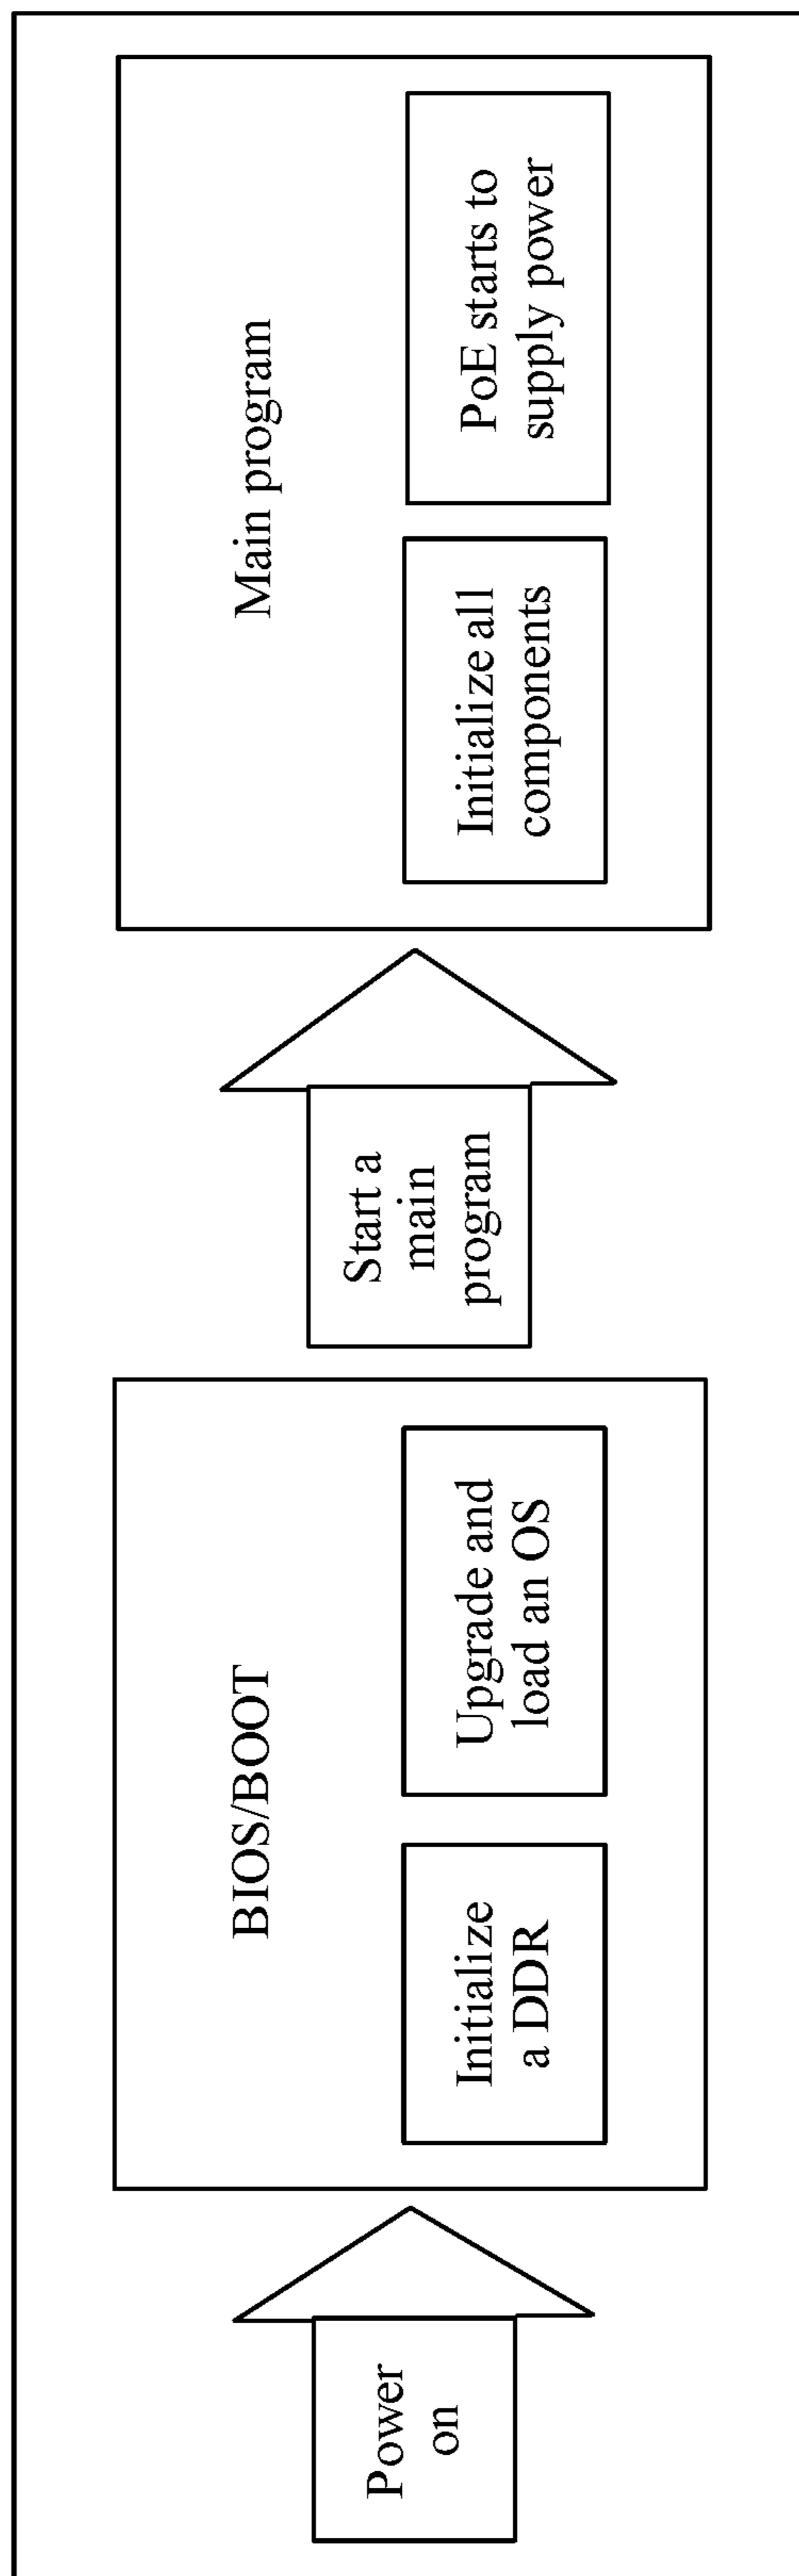 Power
on
BIOS/BOOT
Initialize
a DDR
Upgrade and
load an OS
Start a
main
program
Main program
Initialize all
components
PoE starts to
supply power